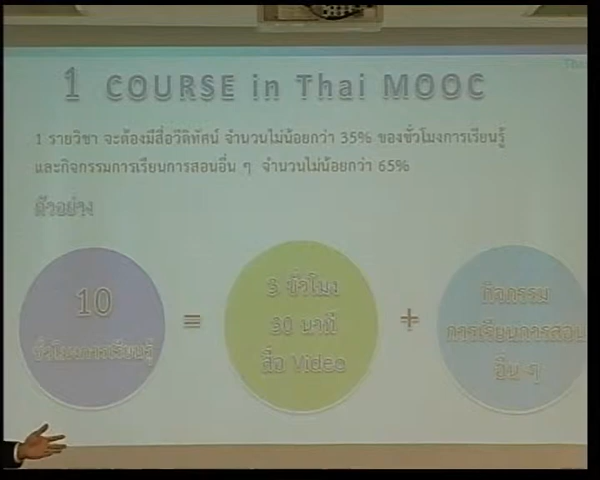 1 COURSE in Thai MOOC
1 รายวิชา จะต้องมีสื่อวีดิทัศน์ จำนวนไม่น้อยกว่า 35% ของชั่วโมงการเรียนรู้
และกิจกรรมการเรียนการสอนอื่น ๆ จำนวนไม่น้อยกว่า 65%
ตัวอย่าง
10
ชั่วโมงการเรียนรู้
=
3 ชั่วโมง
30 นาที
สื่อ Video
+
กิจกรรม
การเรียนการสอน
อื่น ๆ